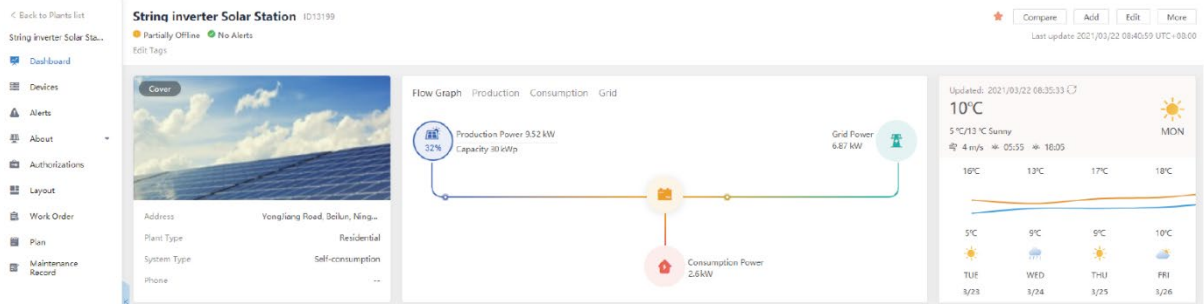 < Back to Plants list
String inverter Solar Sta...
Dashboard
Devices
Alerts
About
Authorizations
Layout
Work Order
Plan
Maintenance
Record
String inverter Solar Station ID13199
Partially Offline No Alerts
Edit Tags
Compare Add Edit More
Last update 2021/03/22 08:40:59 UTC+08:00
Cover
Address Yongjiang Road, Beilun, Ning...
Plant Type Residential
System Type Self-consumption
Phone --
Flow Graph Production Consumption Grid
32%
Production Power 9.52 kW
Capacity 30 kWp
Grid Power
6.87 kW
Consumption Power
2.6 kW
Updated: 2021/03/22 08:35:33
10°C
5 °C/13 °C Sunny
4 m/s 05:55 18:05
MON
16°C 13°C 17°C 18°C
5°C 9°C 9°C 10°C
TUE WED THU FRI
3/23 3/24 3/25 3/26